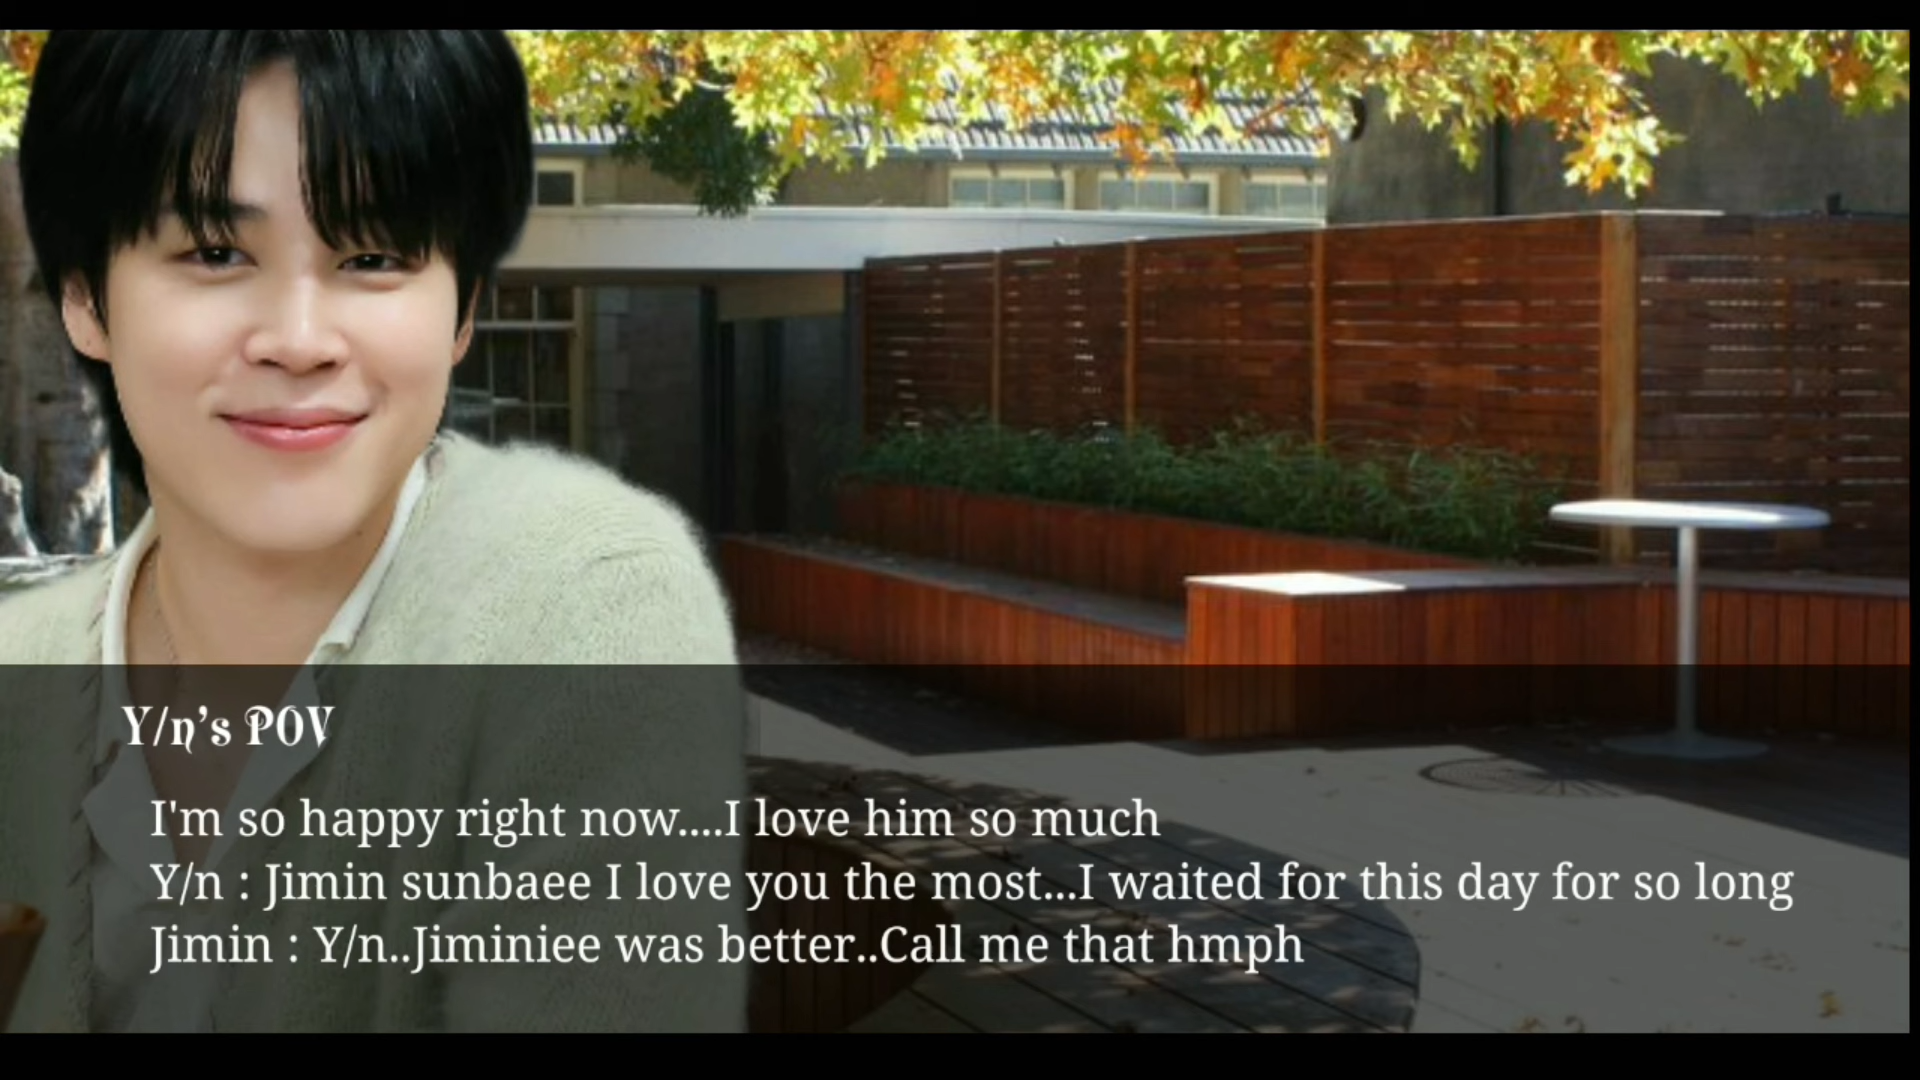 Y/n's POV
I'm so happy right now....I love him so much
Y/n : Jimin sunbaee I love you the most...I waited for this day for so long
Jimin : Y/n..Jiminiee was better..Call me that hmph